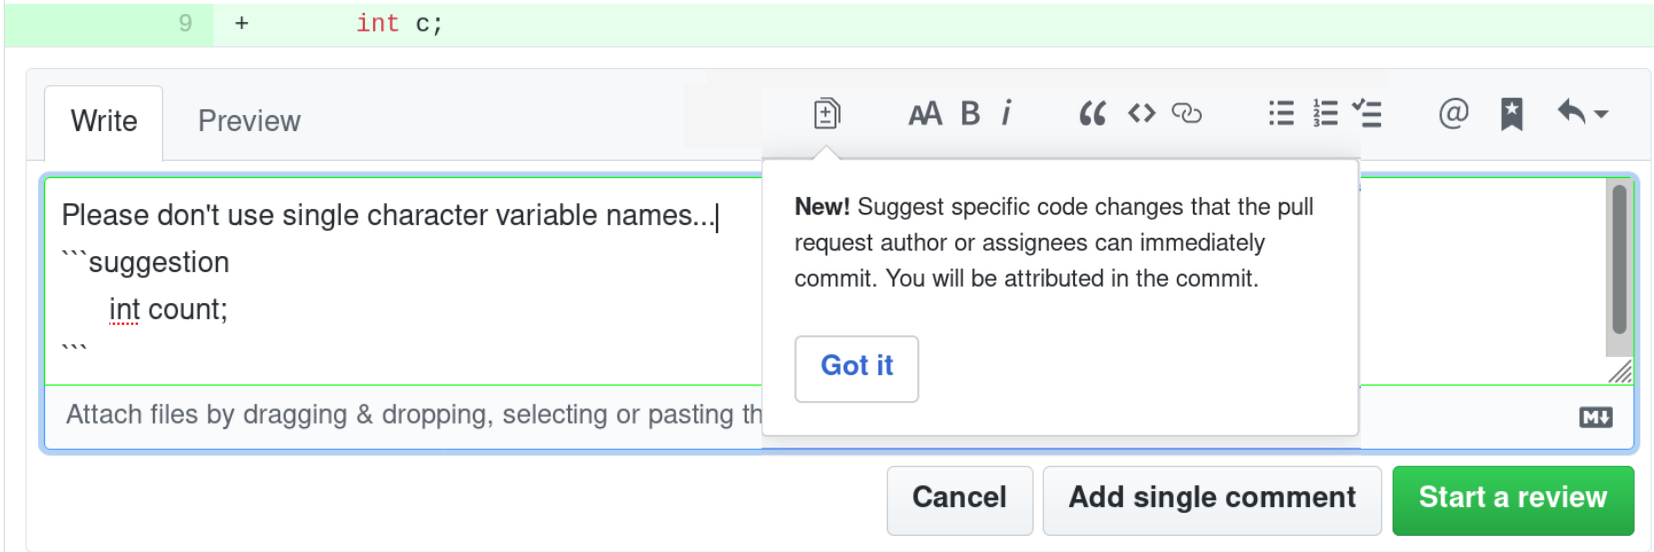 9 + int c;
Write Preview AA B i @
Please don't use single character variable names...
```suggestion
int count;
```
New! Suggest specific code changes that the pull
request author or assignees can immediately
commit. You will be attributed in the commit.
Got it
Attach files by dragging & dropping, selecting or pasting th
M
Cancel Add single comment Start a review